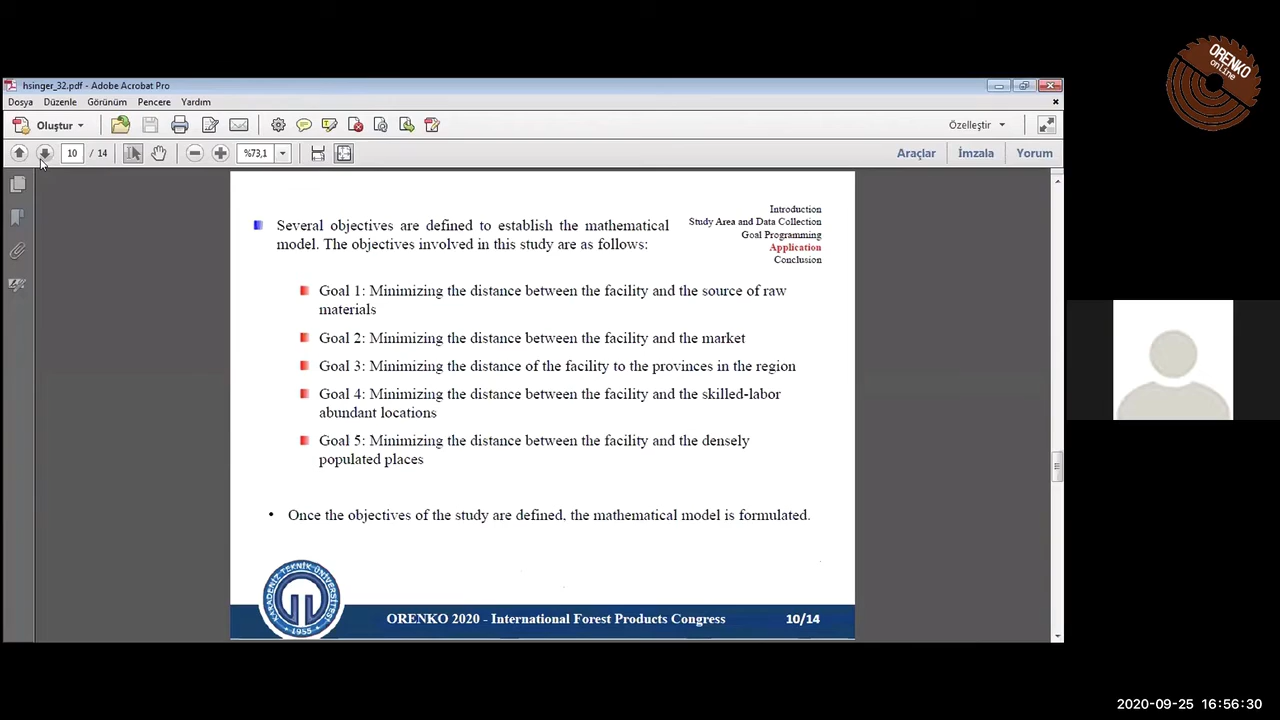 ORENKO
onLine
hsinger_32.pdf - Adobe Acrobat Pro
Dosya Düzenle Görünüm Pencere Yardım
Oluştur
Özelleştir
10 / 14
%73,1
Araçlar İmzala Yorum
Introduction
Study Area and Data Collection
Goal Programming
Application
Conclusion
Several objectives are defined to establish the mathematical
model. The objectives involved in this study are as follows:
Goal 1: Minimizing the distance between the facility and the source of raw
materials
Goal 2: Minimizing the distance between the facility and the market
Goal 3: Minimizing the distance of the facility to the provinces in the region
Goal 4: Minimizing the distance between the facility and the skilled-labor
abundant locations
Goal 5: Minimizing the distance between the facility and the densely
populated places
• Once the objectives of the study are defined, the mathematical model is formulated.
KARADENİZ TEKNİK ÜNİVERSİTESİ
1955
ORENKO 2020 - International Forest Products Congress 10/14
2020-09-25 16:56:30